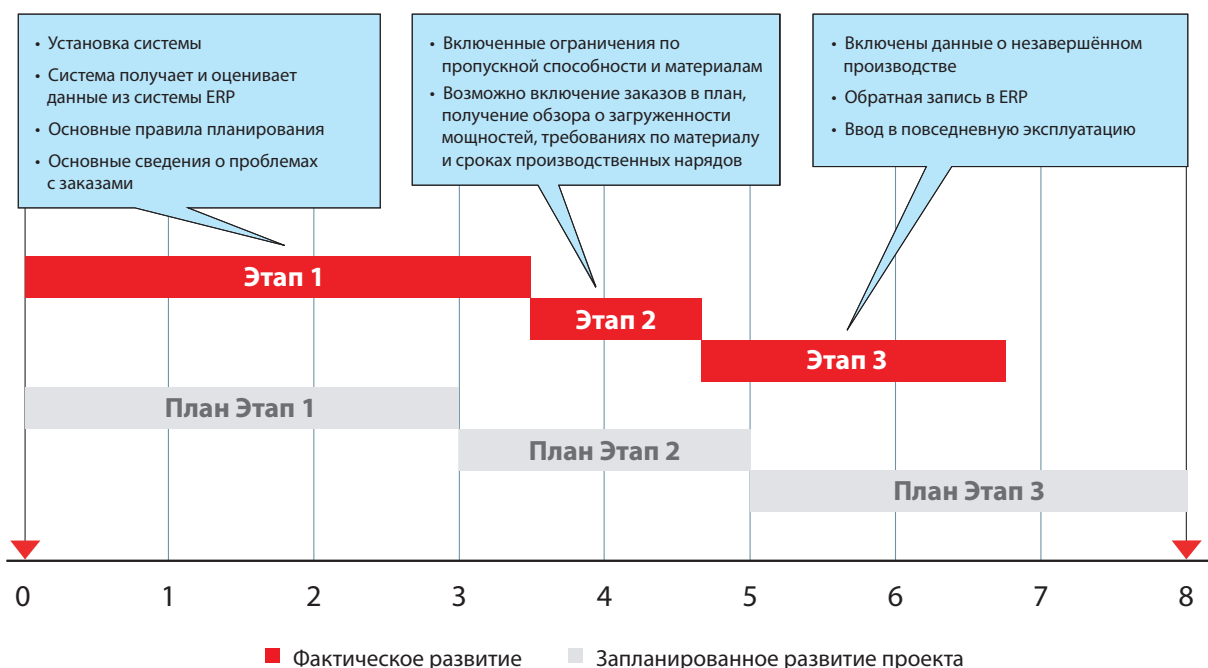 • Установка системы
• Система получает и оценивает
данные из системы ERP
• Основные правила планирования
• Основные сведения о проблемах
с заказами
• Включенные ограничения по
пропускной способности и материалам
• Возможно включение заказов в план,
получение обзора о загруженности
мощностей, требованиях по материалу
и сроках производственных нарядов
• Включены данные о незавершённом
производстве
• Обратная запись в ERP
• Ввод в повседневную эксплуатацию
Этап 1
Этап 2
Этап 3
План Этап 1
План Этап 2
План Этап 3
0 1 2 3 4 5 6 7 8
Фактическое развитие Запланированное развитие проекта